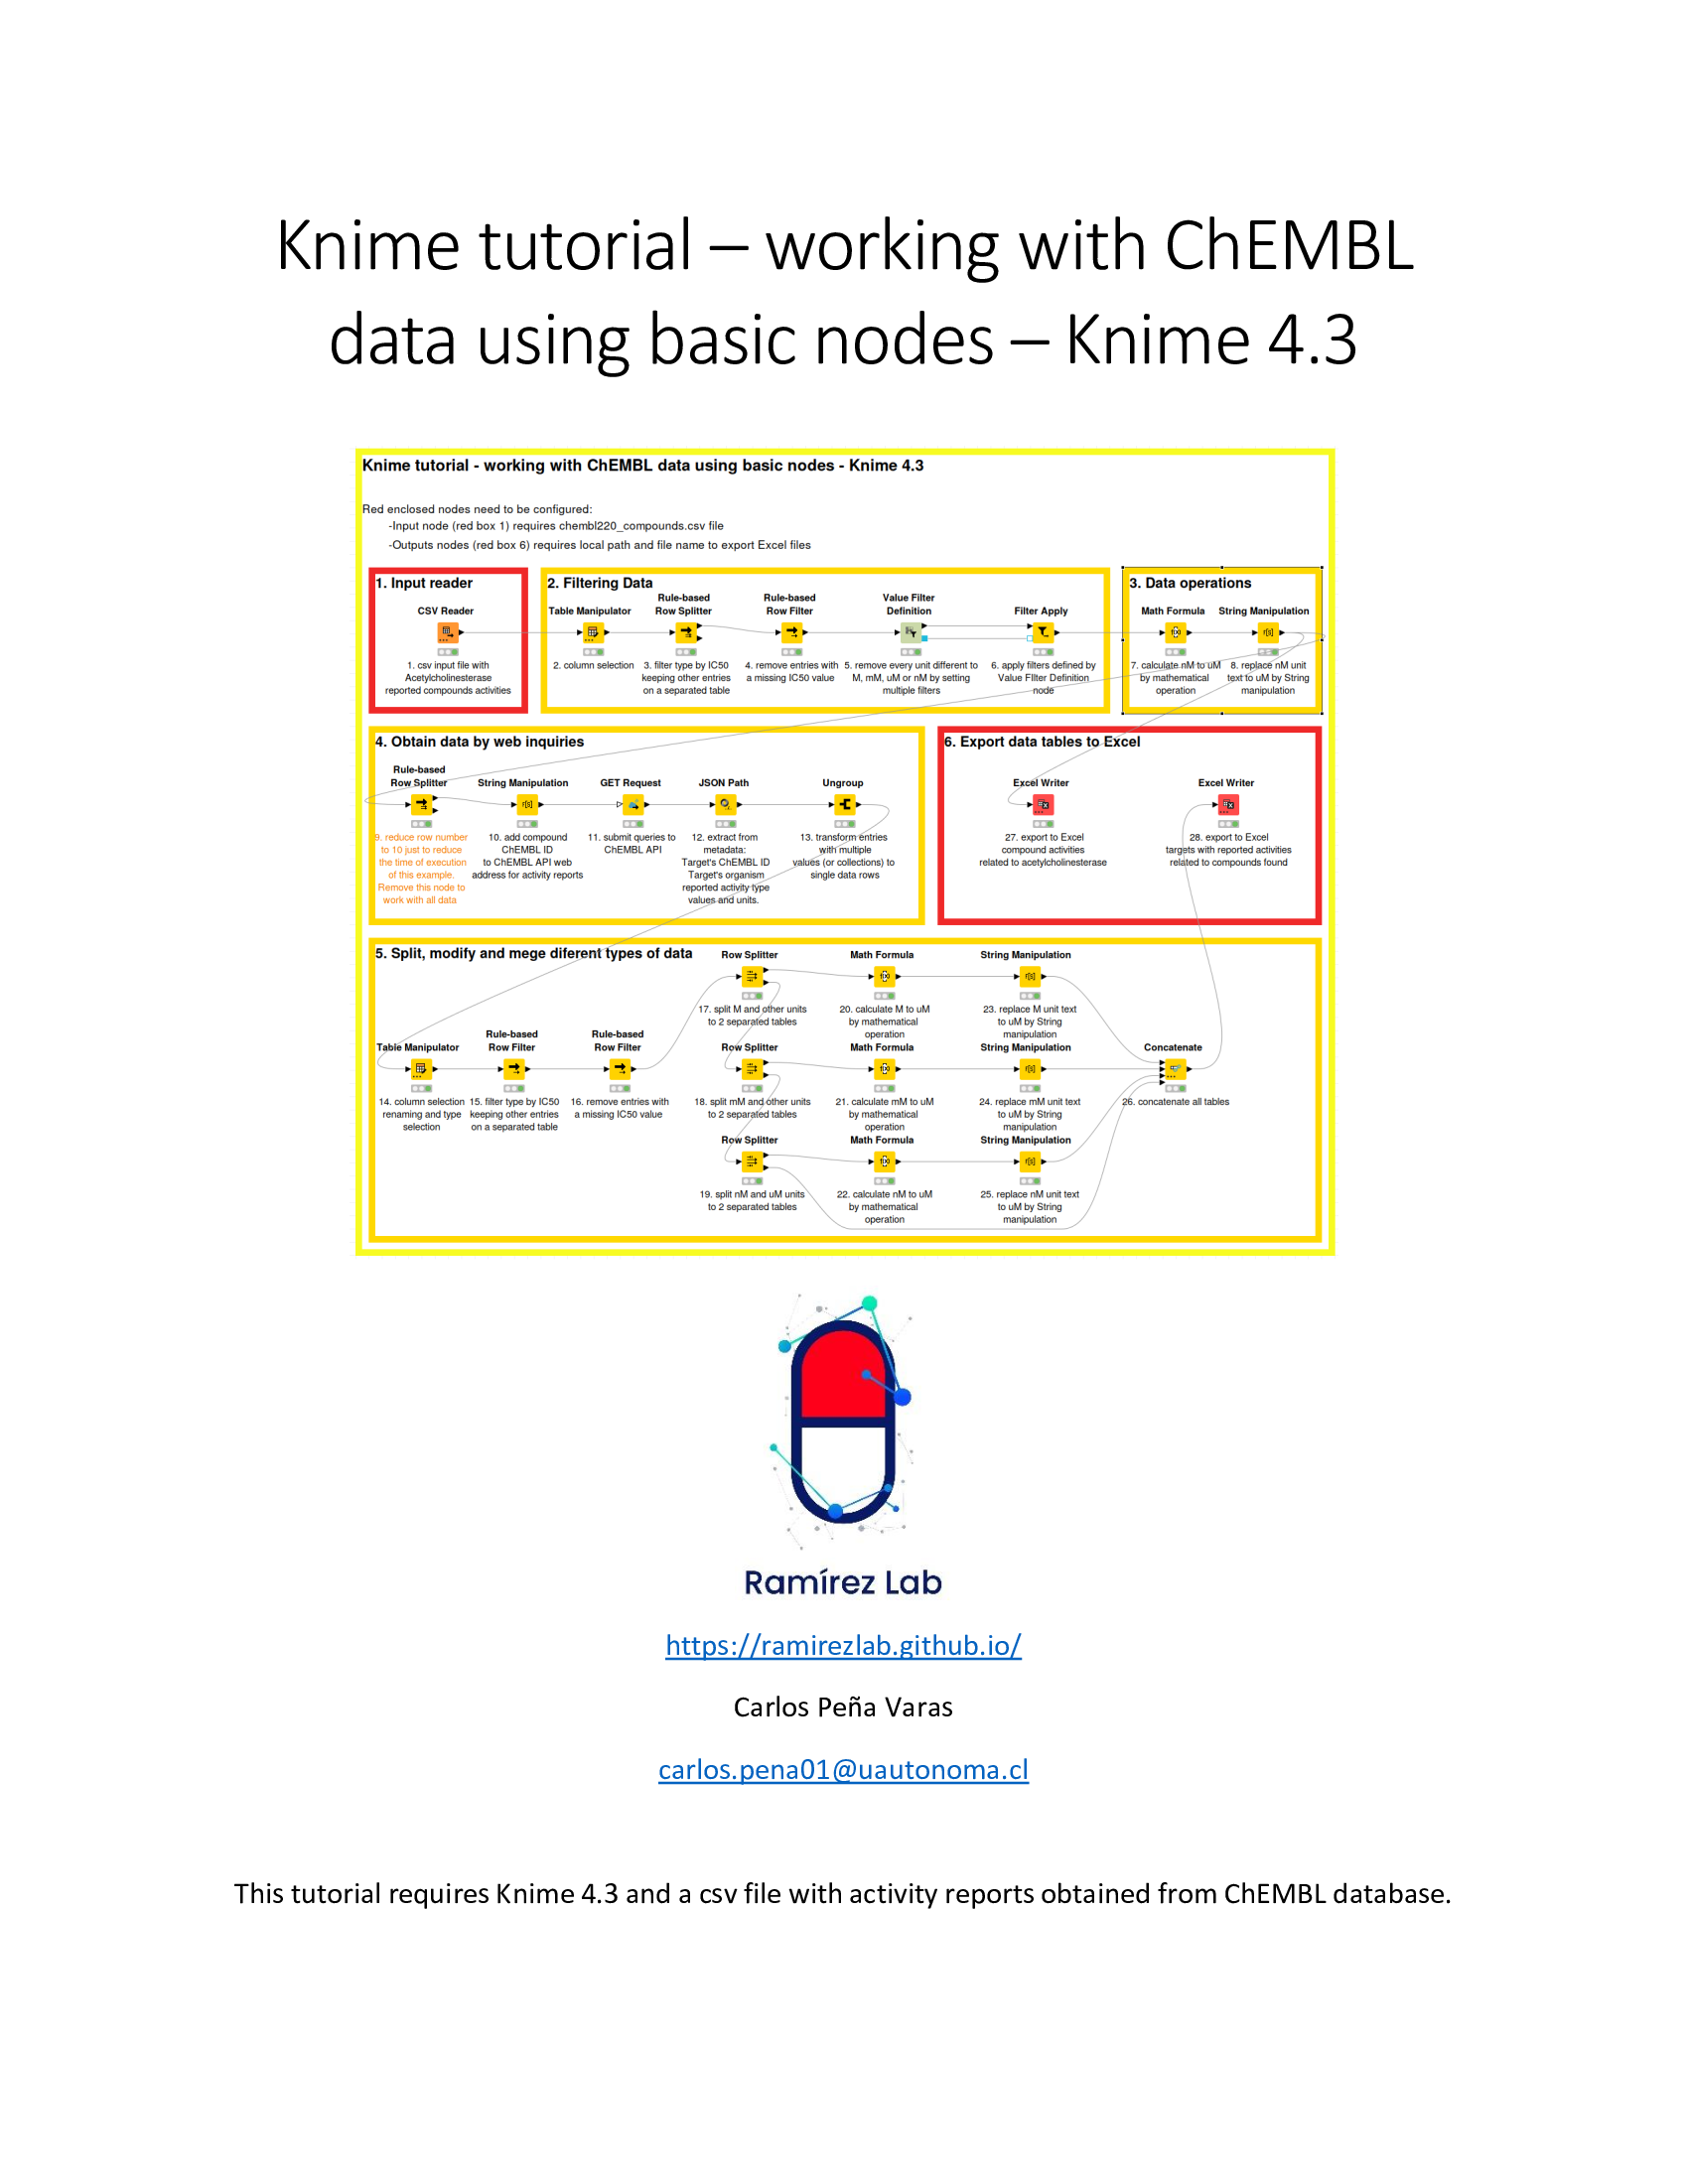 Knime tutorial – working with ChEMBL
data using basic nodes – Knime 4.3
Knime tutorial - working with ChEMBL data using basic nodes - Knime 4.3
Red enclosed nodes need to be configured:
-Input node (red box 1) requires chembl220_compounds.csv file
-Outputs nodes (red box 6) requires local path and file name to export Excel files
1. Input reader
CSV Reader
1. csv input file with
Acetylcholinesterase
reported compounds activities
2. Filtering Data
Table Manipulator
2. column selection
Rule-based
Row Splitter
3. filter type by IC50
keeping other entries
on a separated table
Rule-based
Row Filter
4. remove entries with
a missing IC50 value
Value Filter
Definition
5. remove every unit different to
M, mM, uM or nM by setting
multiple filters
Filter Apply
6. apply filters defined by
Value FIlter Definition
node
3. Data operations
Math Formula
7. calculate nM to uM
by mathematical
operation
String Manipulation
8. replace nM unit
text to uM by String
manipulation
4. Obtain data by web inquiries
Rule-based
Row Splitter
9. reduce row number
to 10 just to reduce
the time of execution
of this example.
Remove this node to
work with all data
String Manipulation
10. add compound
ChEMBL ID
to ChEMBL API web
address for activity reports
GET Request
11. submit queries to
ChEMBL API
JSON Path
12. extract from
metadata:
Target's ChEMBL ID
Target's organism
reported activity type
values and units.
Ungroup
13. transform entries
with multiple
values (or collections) to
single data rows
6. Export data tables to Excel
Excel Writer
27. export to Excel
compound activities
related to acetylcholinesterase
Excel Writer
28. export to Excel
targets with reported activities
related to compounds found
5. Split, modify and mege diferent types of data
Table Manipulator
14. column selection
renaming and type
selection
Rule-based
Row Filter
15. filter type by IC50
keeping other entries
on a separated table
Rule-based
Row Filter
16. remove entries with
a missing IC50 value
Row Splitter
17. split M and other units
to 2 separated tables
Math Formula
20. calculate M to uM
by mathematical
operation
String Manipulation
23. replace M unit text
to uM by String
manipulation
Row Splitter
18. split mM and other units
to 2 separated tables
Math Formula
21. calculate mM to uM
by mathematical
operation
String Manipulation
24. replace mM unit text
to uM by String
manipulation
Row Splitter
19. split nM and uM units
to 2 separated tables
Math Formula
22. calculate nM to uM
by mathematical
operation
String Manipulation
25. replace nM unit text
to uM by String
manipulation
Concatenate
26. concatenate all tables
Ramírez Lab
https://ramirezlab.github.io/
Carlos Peña Varas
carlos.pena01@uautonoma.cl
This tutorial requires Knime 4.3 and a csv file with activity reports obtained from ChEMBL database.